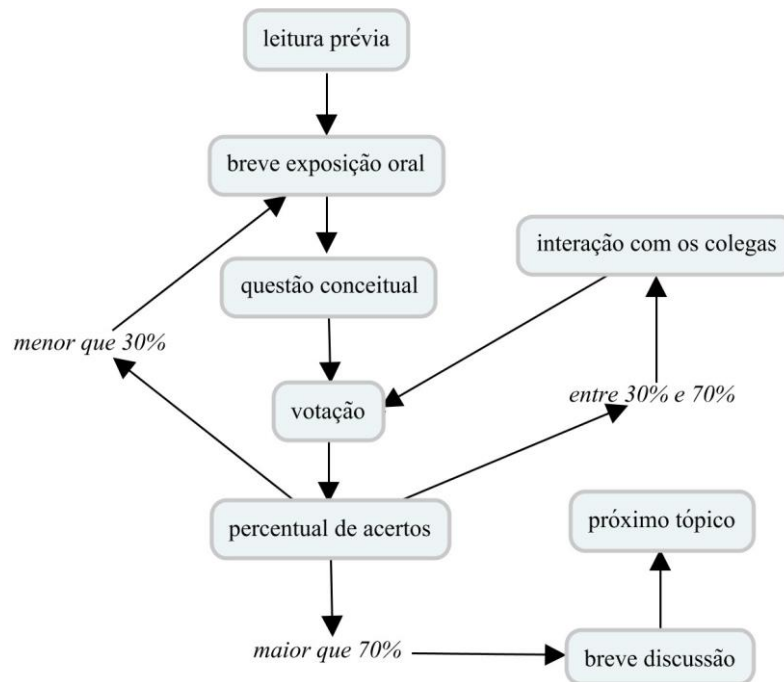 leitura prévia
breve exposição oral
interação com os colegas
questão conceitual
menor que 30%
entre 30% e 70%
votação
percentual de acertos
próximo tópico
maior que 70%
breve discussão